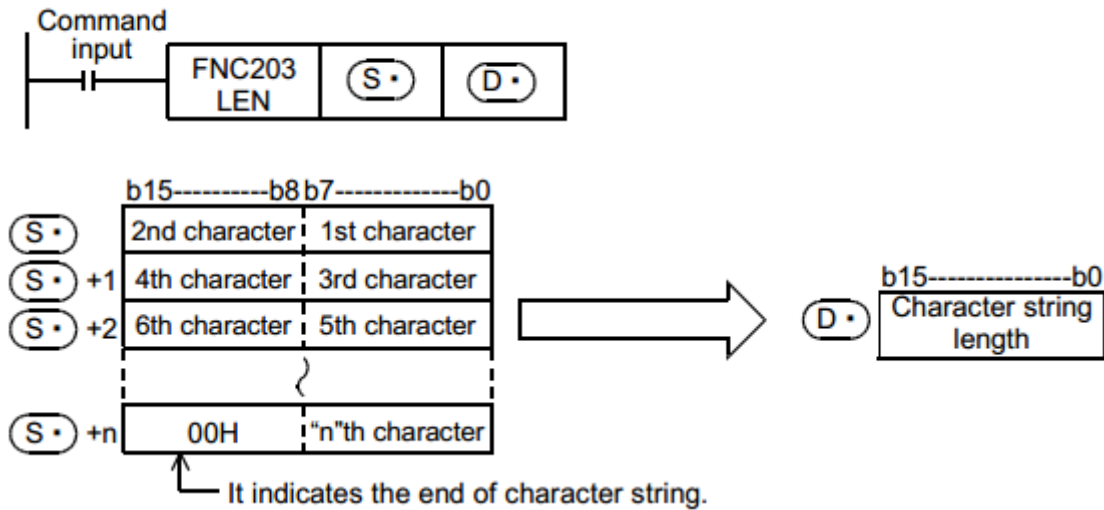 Command
input
FNC203
LEN
S・
D・
b15----------b8 b7-------------b0
S・ 2nd character 1st character
S・ +1 4th character 3rd character
S・ +2 6th character 5th character
S・ +n 00H “n”th character
It indicates the end of character string.
b15---------------b0
D・ Character string
length